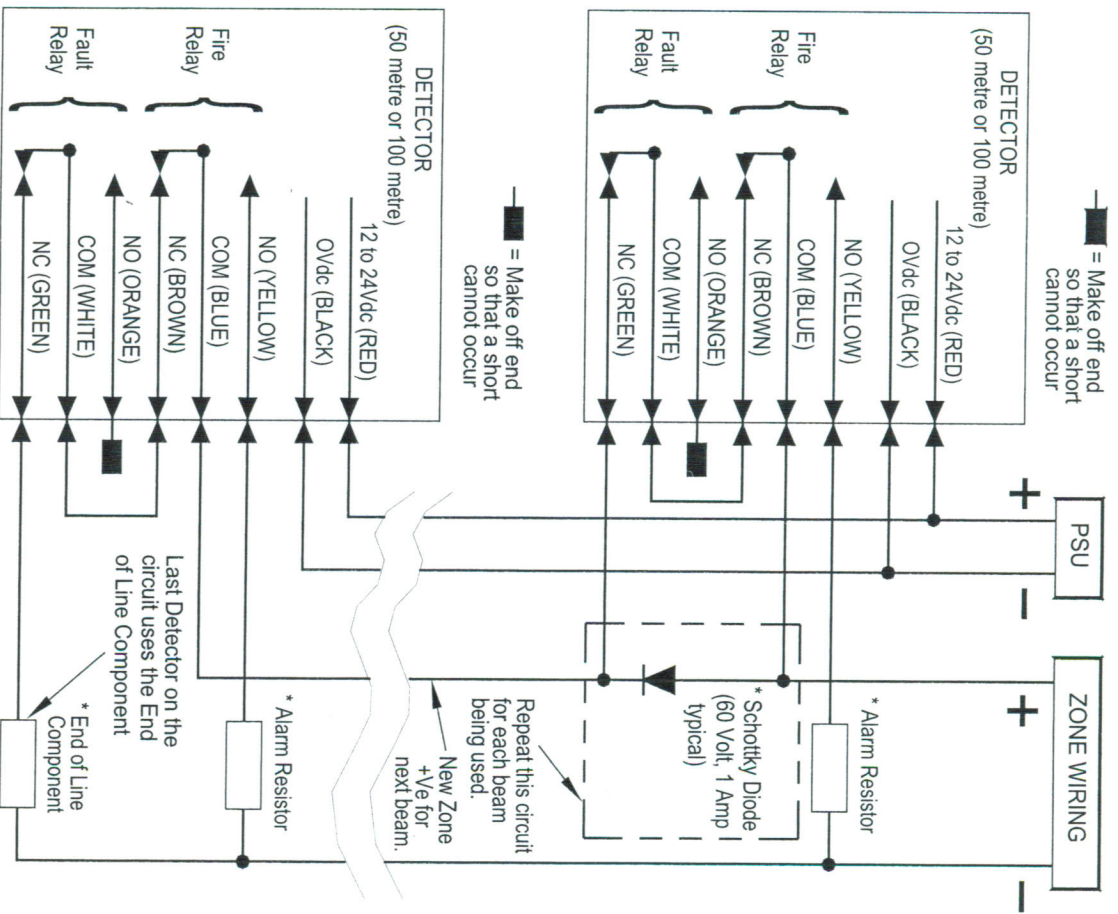 = Make off end
so that a short
cannot occur
PSU
ZONE WIRING
+
–
+
–
DETECTOR
(50 metre or 100 metre)
12 to 24Vdc (RED)
OVdc (BLACK)
NO (YELLOW)
COM (BLUE)
NC (BROWN)
NO (ORANGE)
COM (WHITE)
NC (GREEN)
Fire
Relay
Fault
Relay
* Alarm Resistor
* Schottky Diode
(60 Volt, 1 Amp
typical)
Repeat this circuit
for each beam
being used.
New Zone
+Ve for
next beam.
= Make off end
so that a short
cannot occur
DETECTOR
(50 metre or 100 metre)
12 to 24Vdc (RED)
OVdc (BLACK)
NO (YELLOW)
COM (BLUE)
NC (BROWN)
NO (ORANGE)
COM (WHITE)
NC (GREEN)
Fire
Relay
Fault
Relay
* Alarm Resistor
Last Detector on the
circuit uses the End
of Line Component
* End of Line
Component